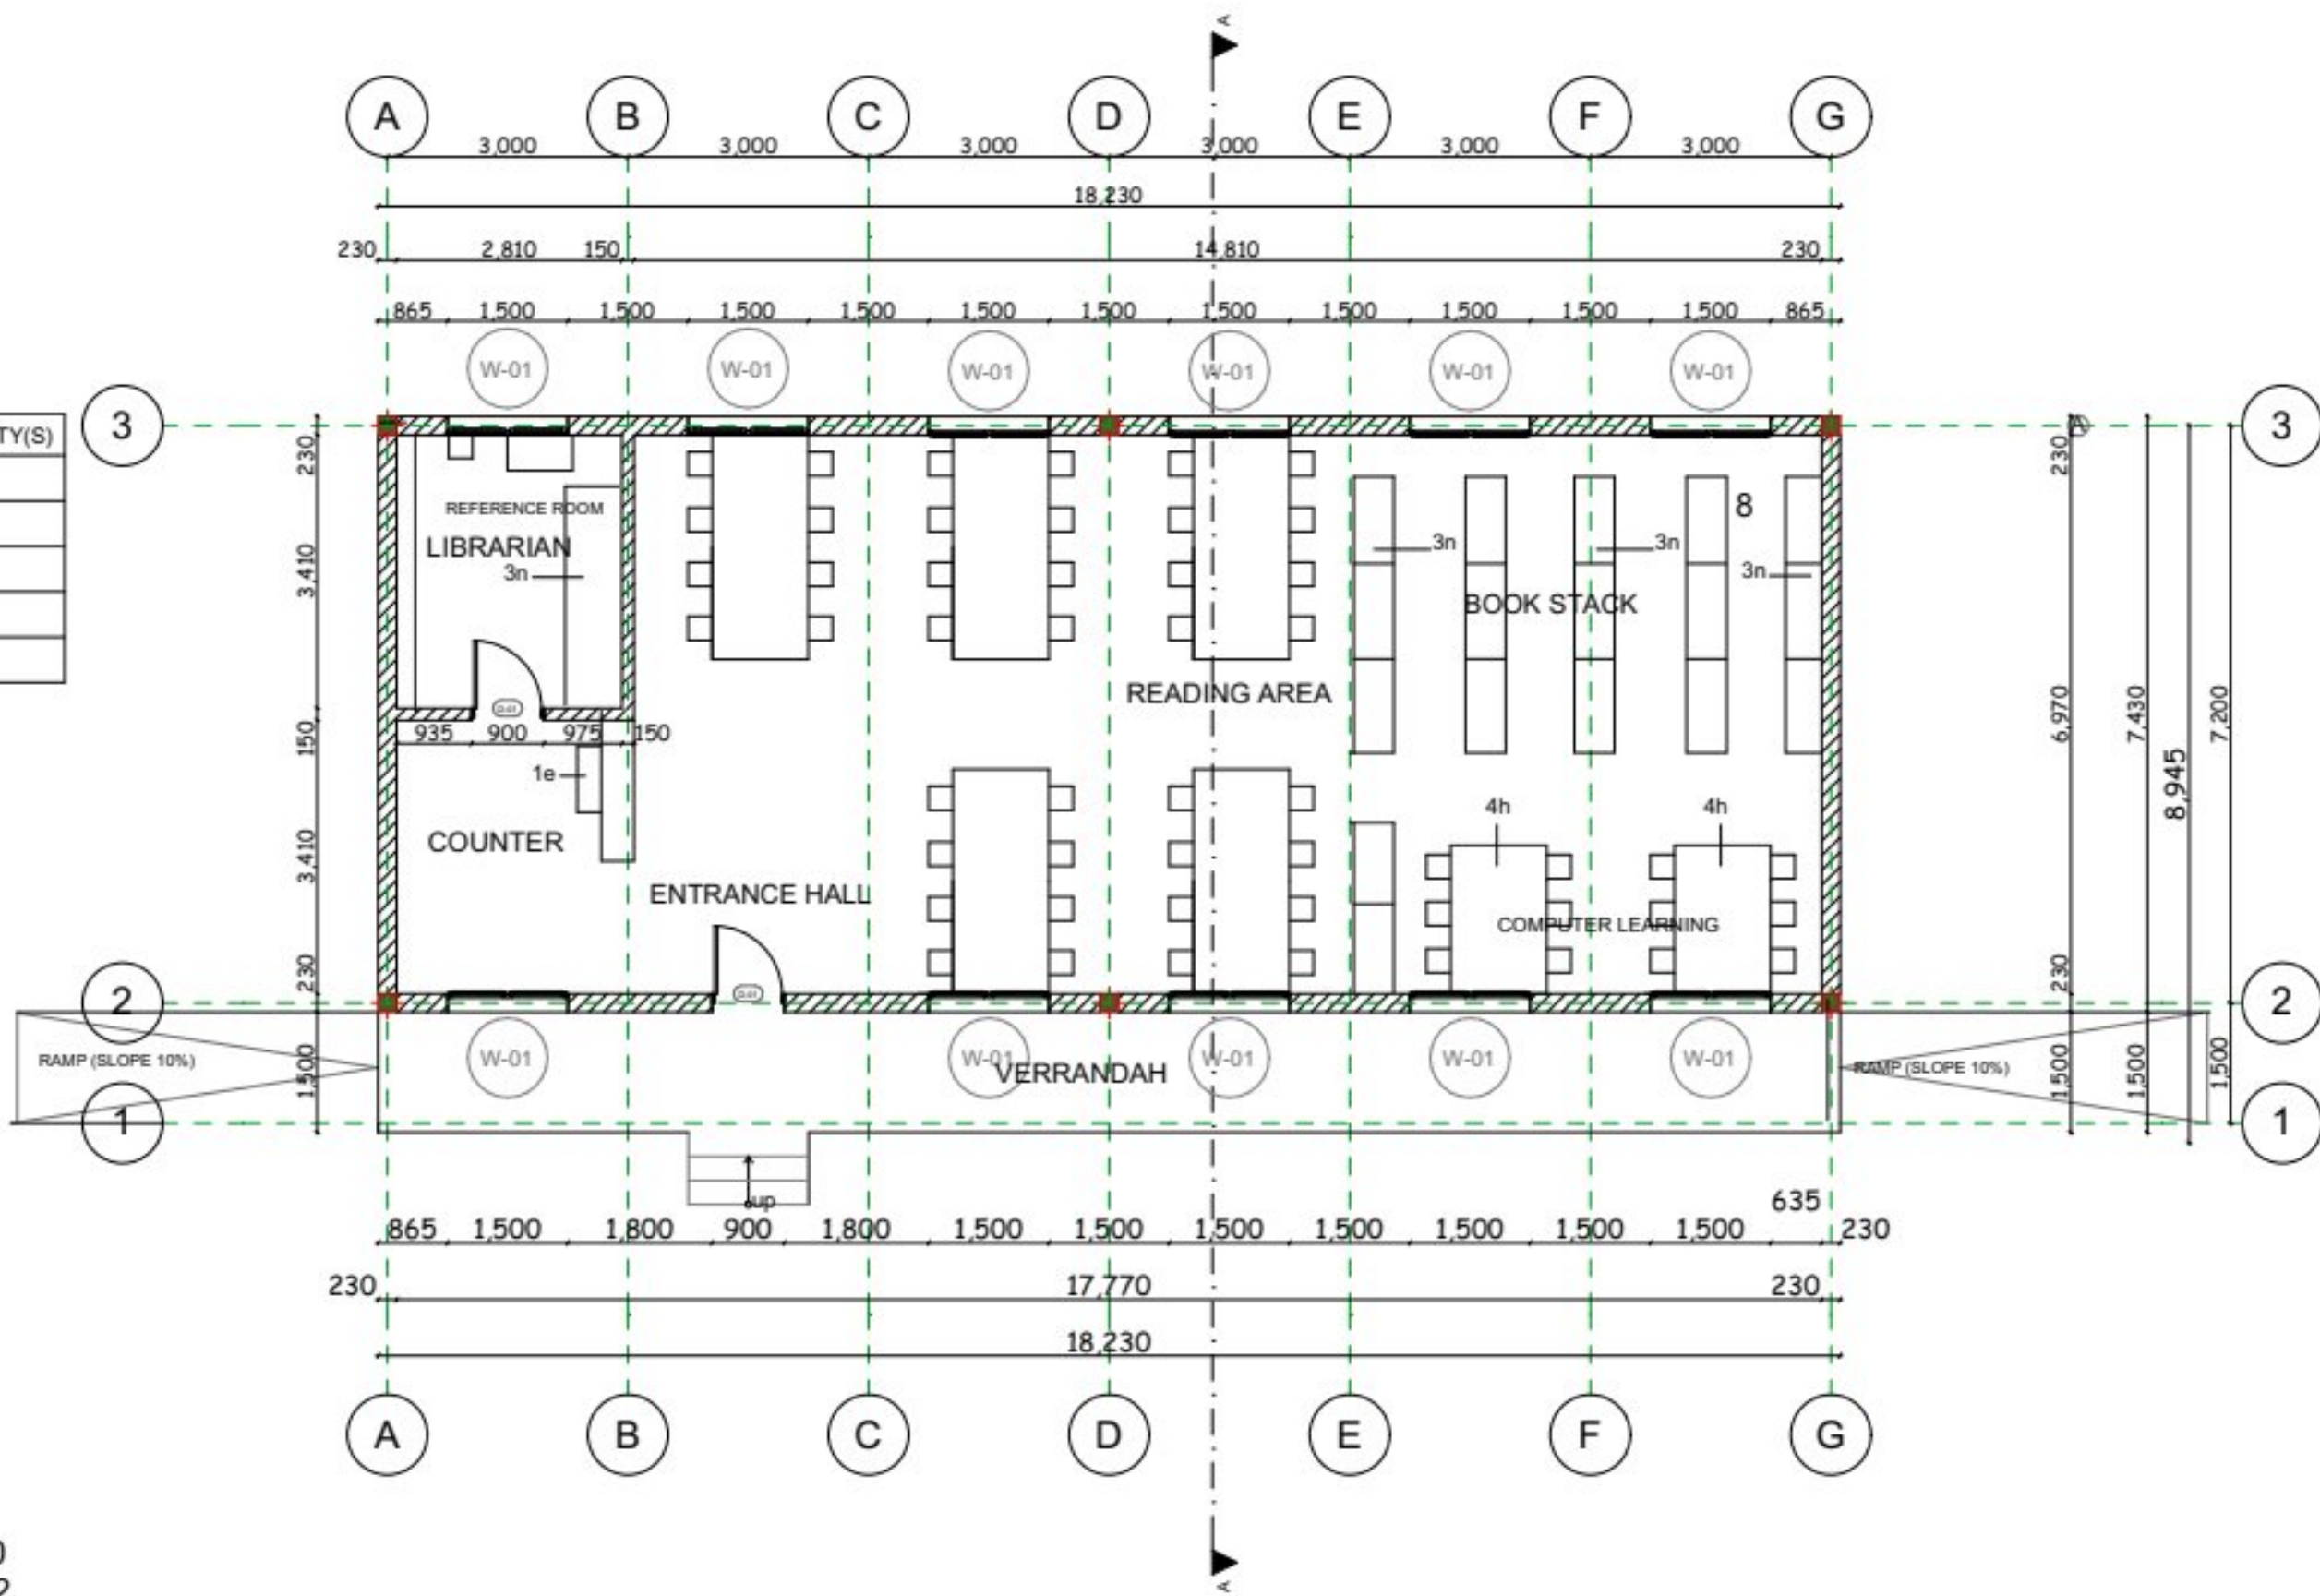 A
A B C D E F G
3,000 3,000 3,000 3,000 3,000 3,000
18,230
230 2,810 150 14,810 230
865 1,500 1,500 1,500 1,500 1,500 1,500 1,500 1,500 1,500 1,500 1,500 865
W-01 W-01 W-01 W-01 W-01 W-01
TY(S)
3 3
230 230
REFERENCE ROOM
LIBRARIAN
3n
8
3n 3n
3n
BOOK STACK
3,410
READING AREA
6,970 7,430 7,200
8,945
935 900 975 150
150
1e
COUNTER
3,410
4h 4h
ENTRANCE HALL
COMPUTER LEARNING
D-01
D-01
230 230
2 2
W-01 W-01 W-01 W-01 W-01
VERRANDAH
RAMP (SLOPE 10%) RAMP (SLOPE 10%)
1,500 1,500 1,500 1,500
1 1
up
635
865 1,500 1,800 900 1,800 1,500 1,500 1,500 1,500 1,500 1,500 1,500 230
230 17,770 230
18,230
A B C D E F G
A
2